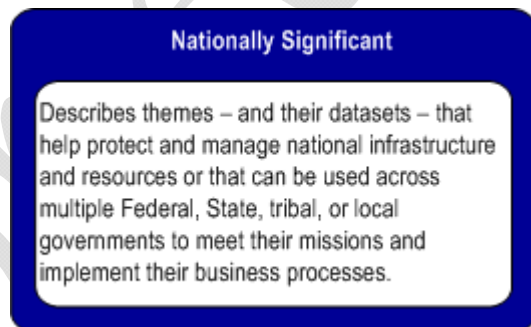 Nationally Significant
Describes themes – and their datasets – that
help protect and manage national infrastructure
and resources or that can be used across
multiple Federal, State, tribal, or local
governments to meet their missions and
implement their business processes.